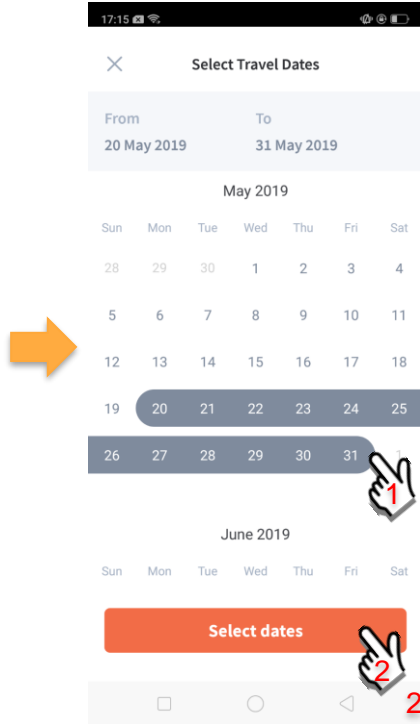 17:15
Select Travel Dates
From To
20 May 2019 31 May 2019
May 2019
Sun Mon Tue Wed Thu Fri Sat
28 29 30 1 2 3 4
5 6 7 8 9 10 11
12 13 14 15 16 17 18
19 20 21 22 23 24 25
26 27 28 29 30 31 1
1
June 2019
Sun Mon Tue Wed Thu Fri Sat
Select dates
2
2